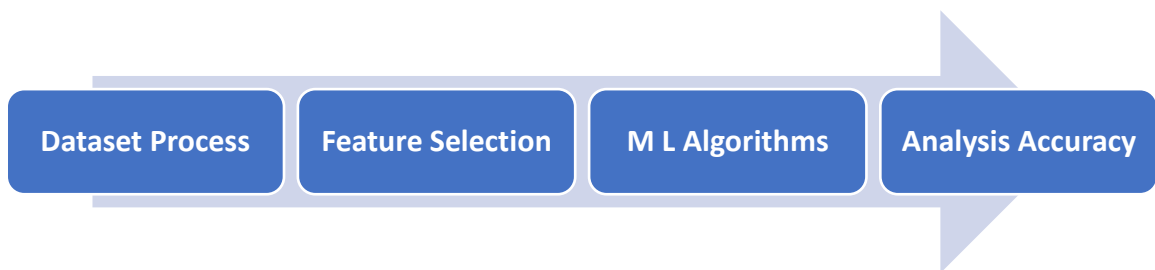 Dataset Process
Feature Selection
M L Algorithms
Analysis Accuracy